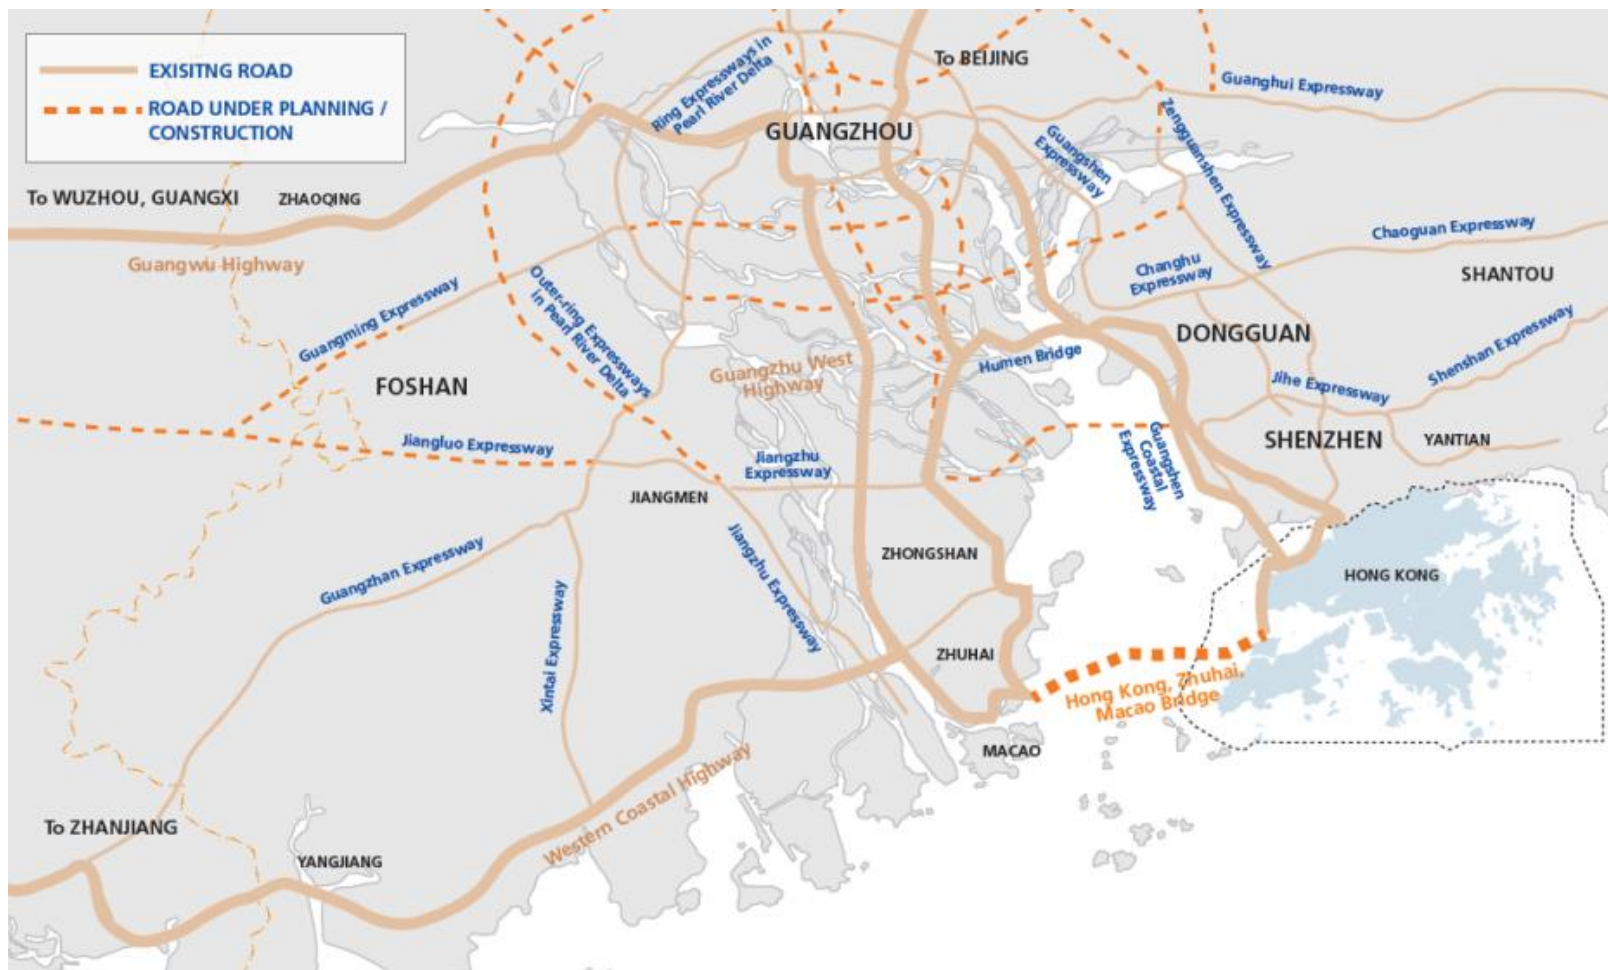 EXISITNG ROAD
ROAD UNDER PLANNING /
CONSTRUCTION
To BEIJING
Ring Expressways in
Pearl River Delta
GUANGZHOU
Guanghui Expressway
Zengguanshen Expressway
Guangshen
Expressway
To WUZHOU, GUANGXI
ZHAOQING
Guangwu Highway
Chaoguan Expressway
Changhu
Expressway
SHANTOU
Guangming Expressway
Outer-ring Expressways
in Pearl River Delta
DONGGUAN
Humen Bridge
Shenshan Expressway
Guangzhu West
Highway
FOSHAN
Jihe Expressway
Jiangluo Expressway
Jiangzhu
Expressway
Guangshen
Coastal
Expressway
SHENZHEN
YANTIAN
JIANGMEN
Jiangzhu Expressway
ZHONGSHAN
HONG KONG
Guangzhan Expressway
Xintai Expressway
ZHUHAI
Hong Kong, Zhuhai,
Macao Bridge
MACAO
Western Coastal Highway
To ZHANJIANG
YANGJIANG